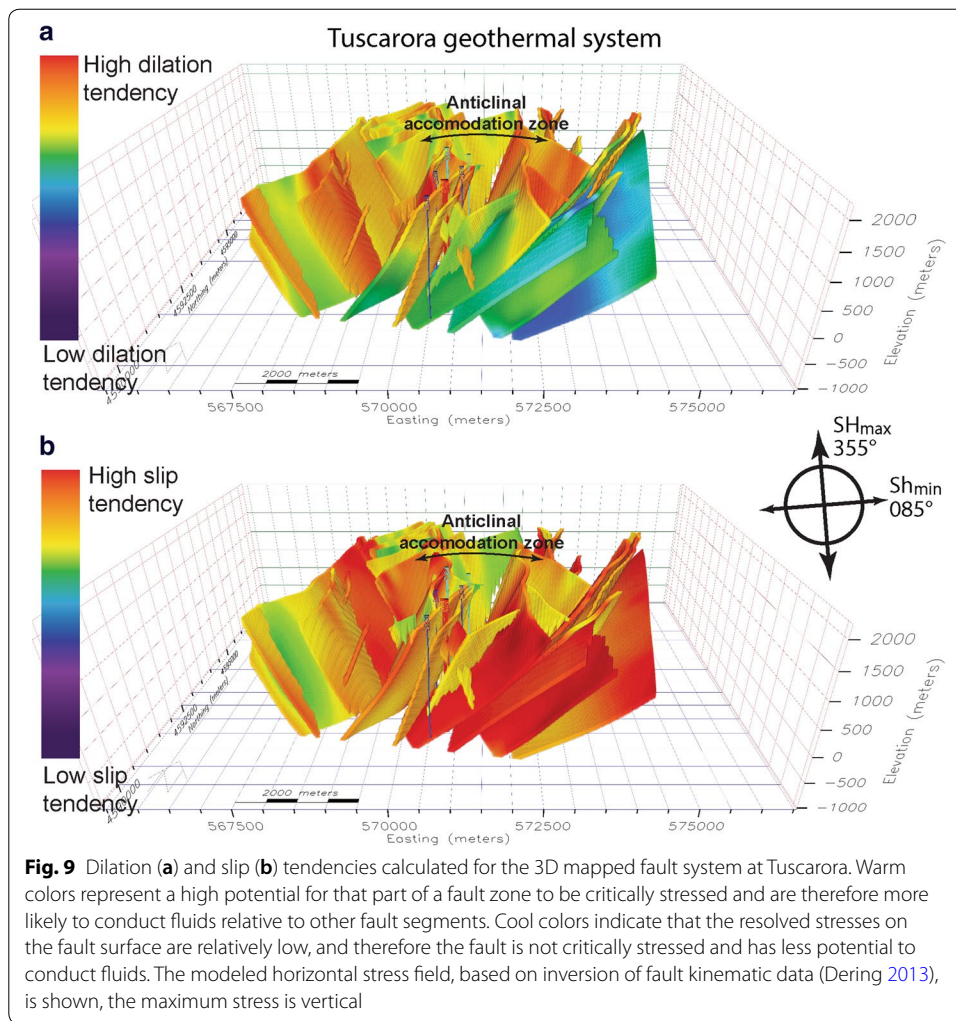 a
Tuscarora geothermal system
High dilation
tendency
Anticlinal
accomodation zone
Low dilation
tendency
2000
1500
1000
500
0
−500
−1000
Elevation (meters)
4592500
Northing (meters)
2000 meters
567500
570000
572500
575000
Easting (meters)
SHmax
355°
Shmin
085°
b
High slip
tendency
Anticlinal
accomodation zone
Low slip
tendency
2000
1500
1000
500
0
−500
−1000
Elevation (meters)
4592500
Northing (meters)
2000 meters
567500
570000
572500
575000
Easting (meters)
Fig. 9 Dilation (a) and slip (b) tendencies calculated for the 3D mapped fault system at Tuscarora. Warm
colors represent a high potential for that part of a fault zone to be critically stressed and are therefore more
likely to conduct fluids relative to other fault segments. Cool colors indicate that the resolved stresses on
the fault surface are relatively low, and therefore the fault is not critically stressed and has less potential to
conduct fluids. The modeled horizontal stress field, based on inversion of fault kinematic data (Dering 2013),
is shown, the maximum stress is vertical